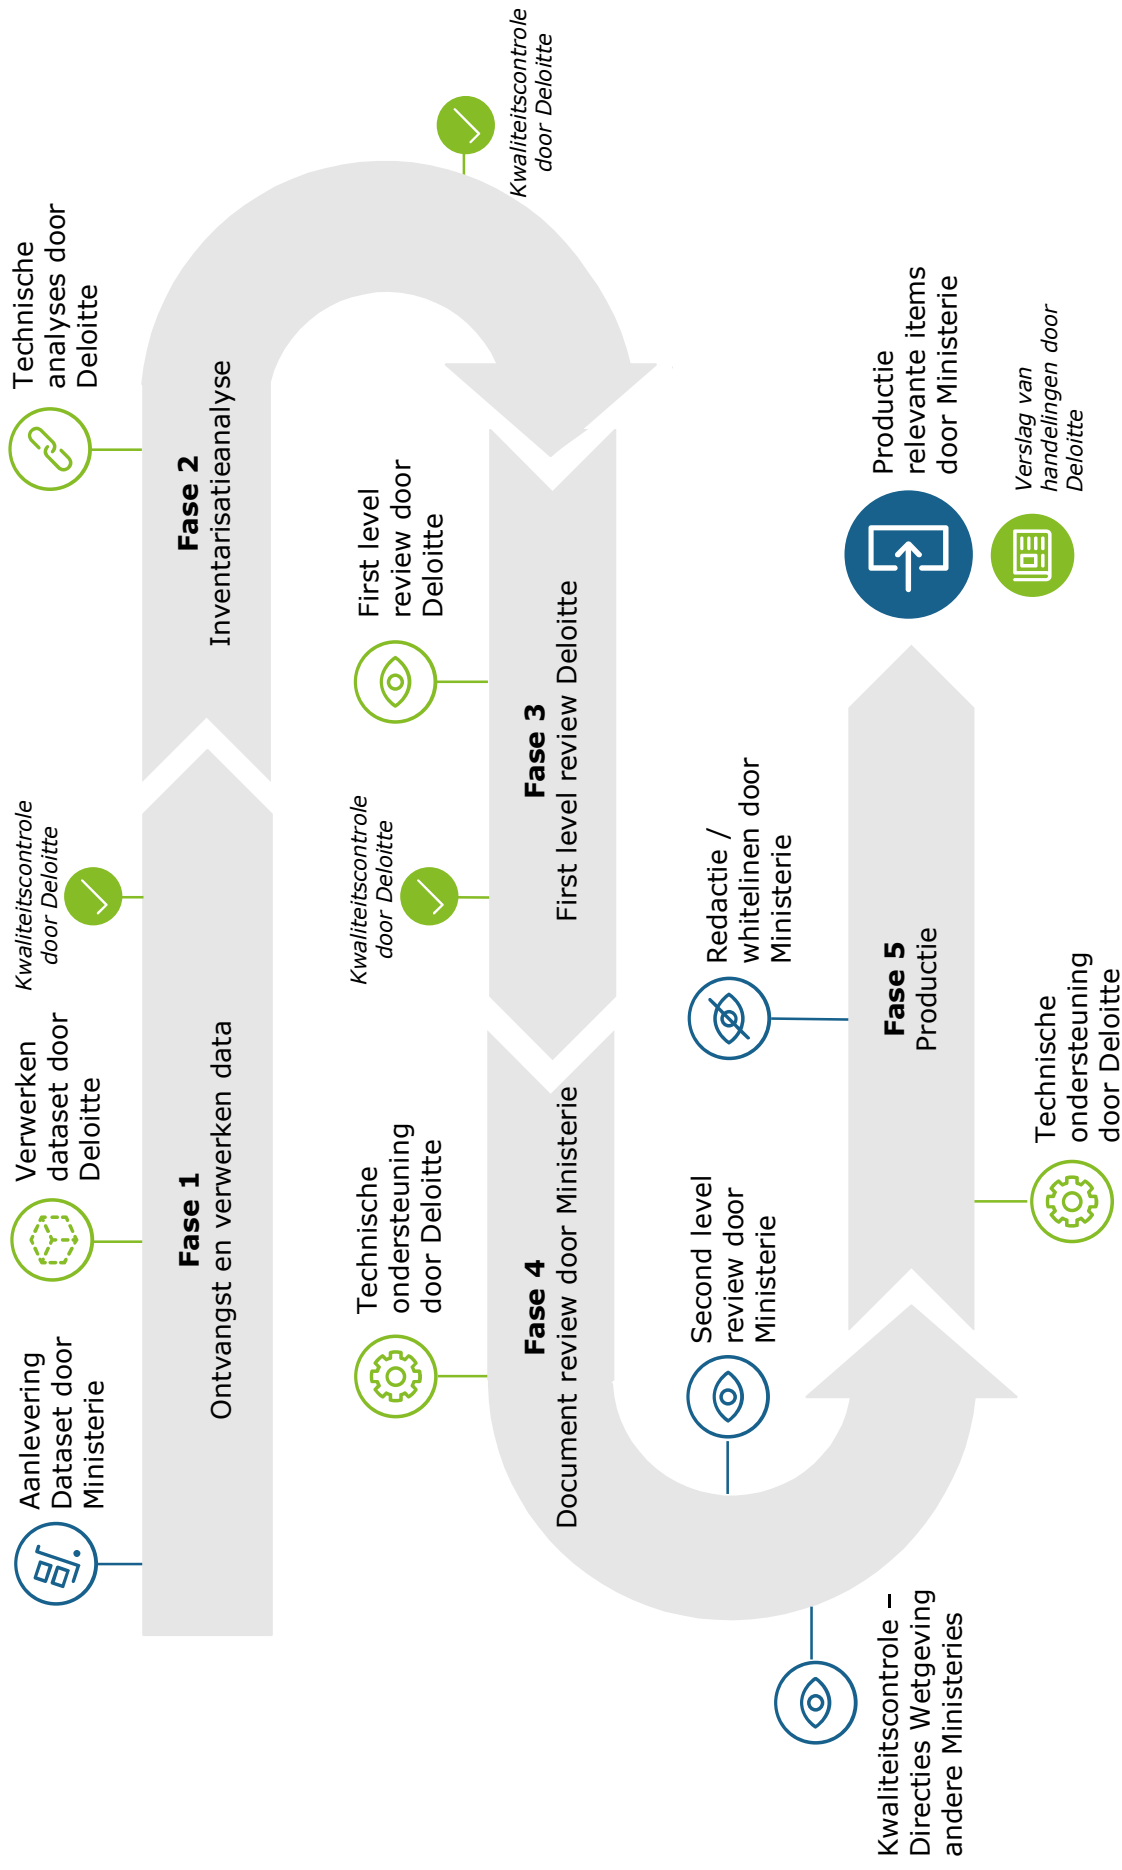 Aanlevering
Dataset door
Ministerie
Verwerken
dataset door
Deloitte
Kwaliteitscontrole
door Deloitte
Technische
analyses door
Deloitte
Fase 1
Ontvangst en verwerken data
Fase 2
Inventarisatieanalyse
Kwaliteitscontrole
door Deloitte
First level
review door
Deloitte
Kwaliteitscontrole
door Deloitte
Fase 3
First level review Deloitte
Technische
ondersteuning
door Deloitte
Fase 4
Document review door Ministerie
Second level
review door
Ministerie
Kwaliteitscontrole –
Directies Wetgeving
andere Ministeries
Redactie /
whitelinen door
Ministerie
Fase 5
Productie
Technische
ondersteuning
door Deloitte
Productie
relevante items
door Ministerie
Verslag van
handelingen door
Deloitte